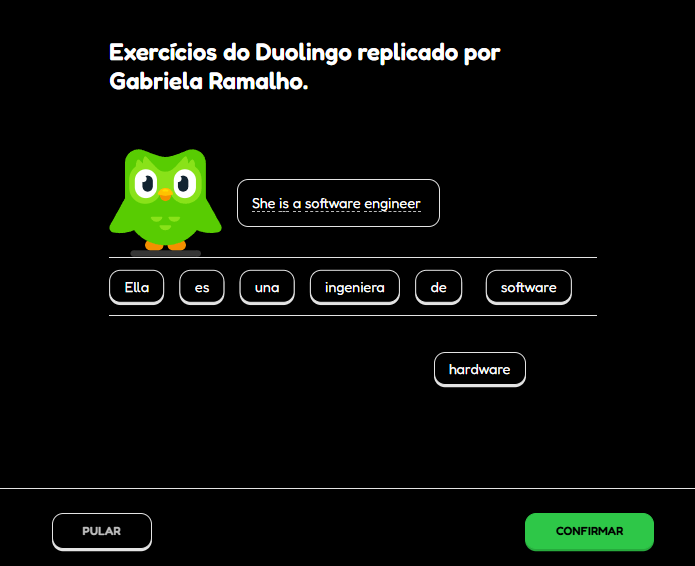 Exercícios do Duolingo replicado por
Gabriela Ramalho.
She is a software engineer
Ella es una ingeniera de software
hardware
PULAR CONFIRMAR